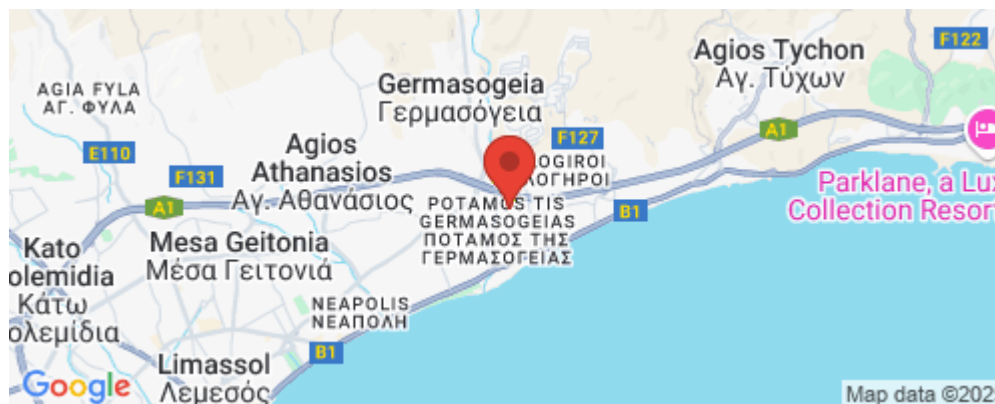 F122
Agios Tychon
Αγ. Τύχων
Germasogeia
Γερμασόγεια
AGIA FYLA
ΑΓ. ΦΥΛΑ
A1
F127
E110
Agios
Athanasios
Αγ. Αθανάσιος
F131
A1
POTAMOS TIS
GERMASOGEIAS
ΠΟΤΑΜΟΣ ΤΗΣ
ΓΕΡΜΑΣΟΓΕΙΑΣ
B1
Parklane, a Lux
Collection Resor
Kato
olemidia
Κάτω
ολεμίδια
Mesa Geitonia
Μέσα Γειτονιά
NEAPOLIS
ΝΕΑΠΟΛΗ
B1
Limassol
Λεμεσός
Google
Map data ©202